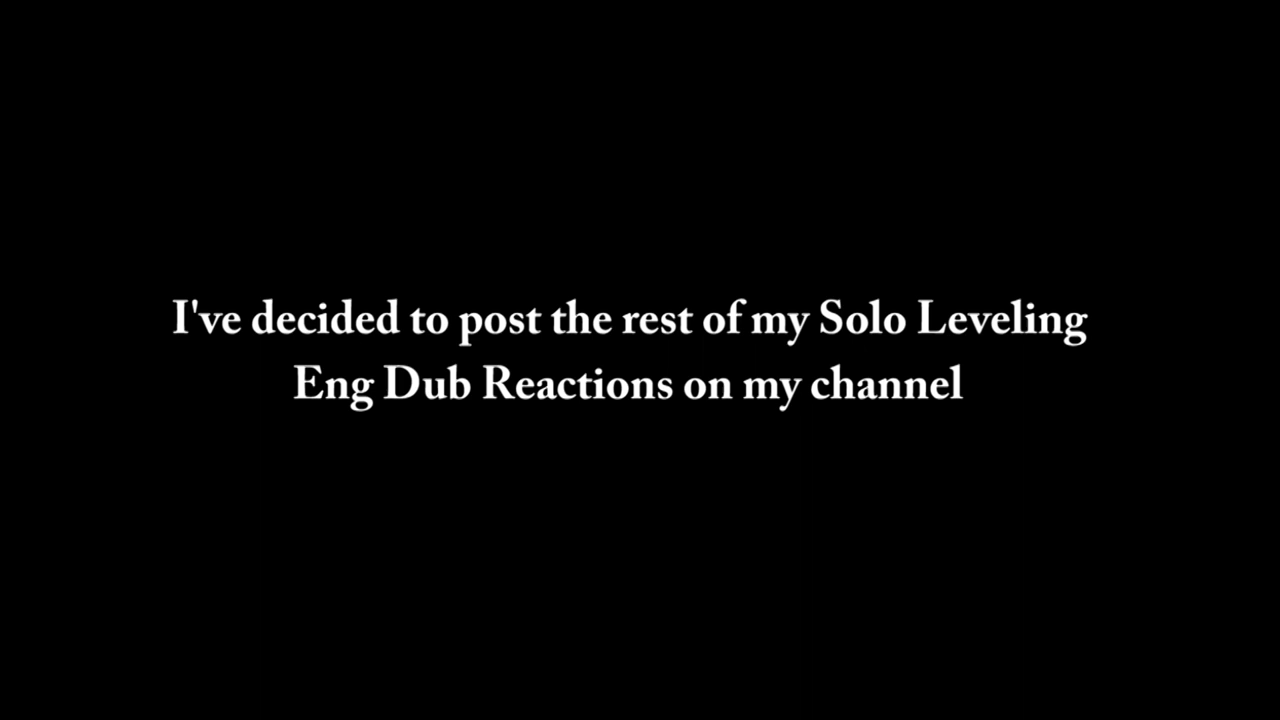 I've decided to post the rest of my Solo Leveling
Eng Dub Reactions on my channel